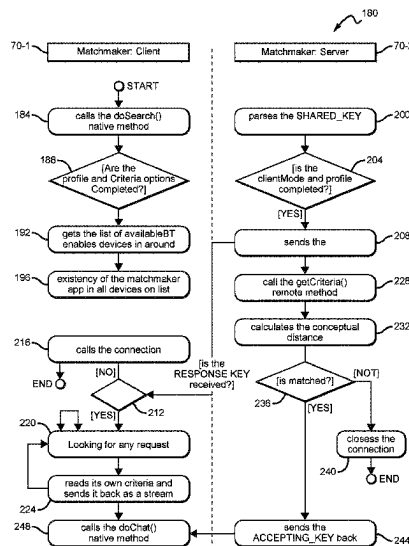 180
70-1
Matchmaker: Client
Matchmaker: Server
70-2
START
184
calls the doSearch()
native method
parses the SHARED_KEY
200
188
[Are the
profile and Criteria options
Completed?]
[is the
clientMode and profile
completed?]
204
[YES]
192
gets the list of availableBT
enables devices in around
sends the
208
196
existency of the matchmaker
app in all devices on list
call the getCriteria()
remote method
228
calculates the conceptual
distance
232
216
calls the connection
END
[NO]
[is the
RESPONSE KEY
received?]
212
[YES]
[is matched?]
236
[NOT]
[YES]
220
Looking for any request
closess the
connection
240
END
reads its own criteria and
sends it back as a stream
224
248
calls the doChat()
native method
sends the
ACCEPTING_KEY back
244